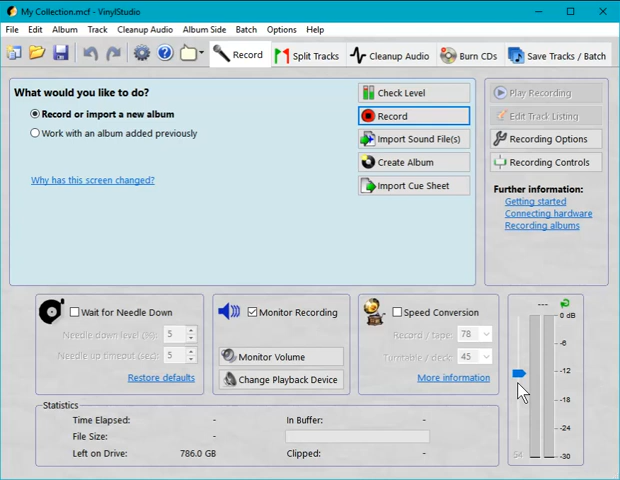 My Collection.mcf - VinylStudio
File Edit Album Track Cleanup Audio Album Side Batch Options Help
Record Split Tracks Cleanup Audio Burn CDs Save Tracks / Batch
What would you like to do?
Record or import a new album
Work with an album added previously
Why has this screen changed?
Check Level
Record
Import Sound File(s)
Create Album
Import Cue Sheet
Play Recording
Edit Track Listing
Recording Options
Recording Controls
Further information:
Getting started
Connecting hardware
Recording albums
Wait for Needle Down
Needle down level (%): 5
Needle up timeout (sec): 5
Restore defaults
Monitor Recording
Monitor Volume
Change Playback Device
Speed Conversion
Record / tape: 78
Turntable / deck: 45
More information
---
0 dB
-6
-12
-18
-24
-30
54
Statistics
Time Elapsed: - In Buffer: -
File Size: -
Left on Drive: 786.0 GB Clipped: -